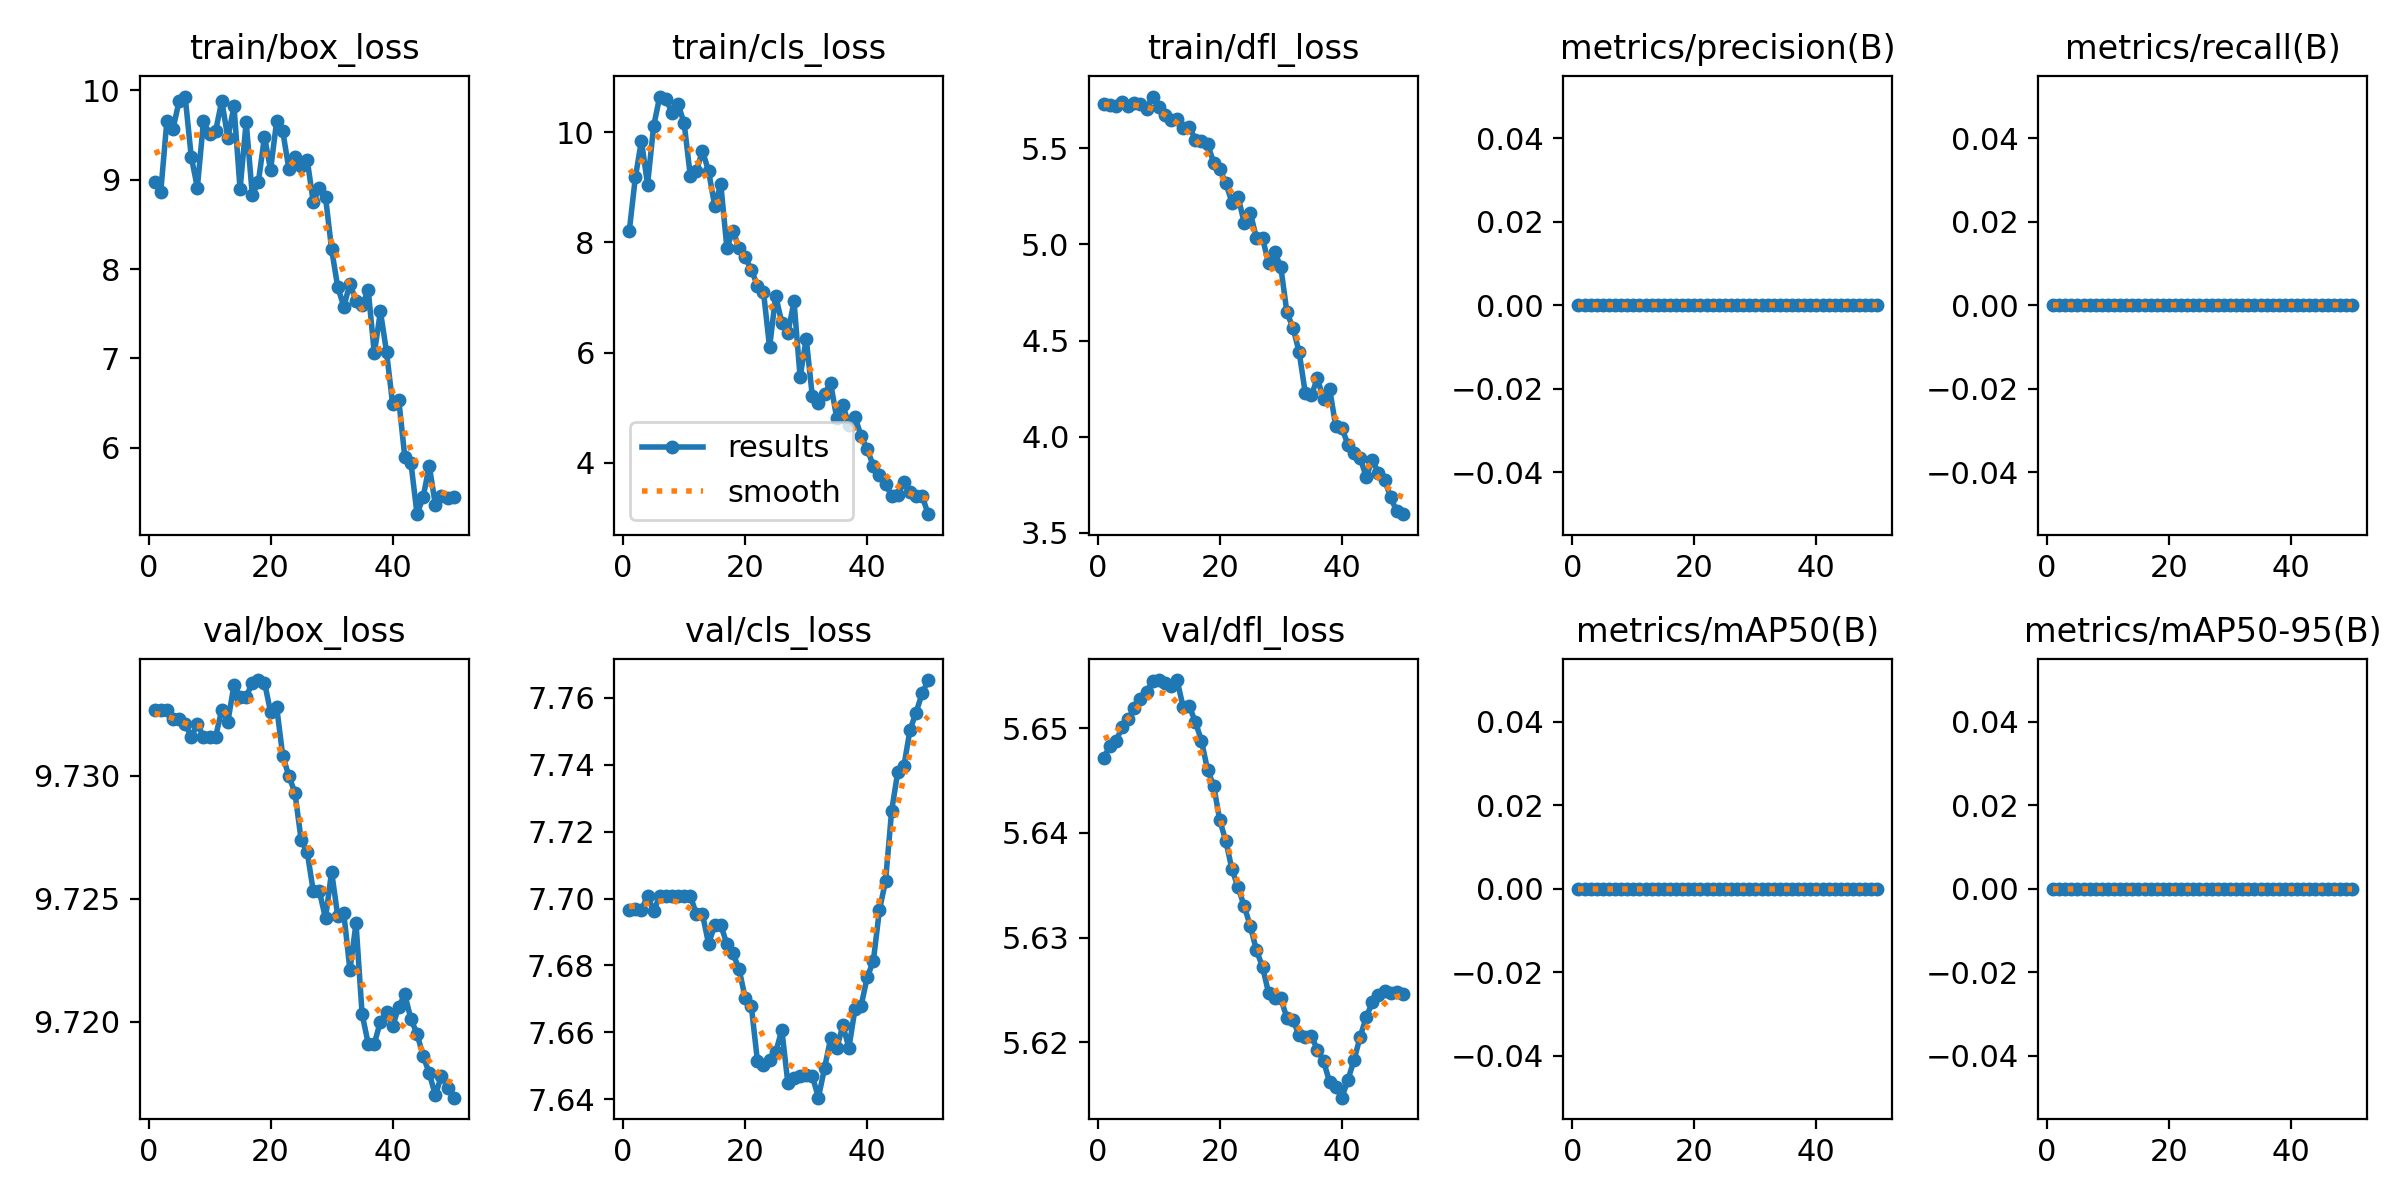 train/box_loss
train/cls_loss
train/dfl_loss
metrics/precision(B)
metrics/recall(B)
10
9
8
7
6
0 20 40
10
8
6
4
results
smooth
0 20 40
5.5
5.0
4.5
4.0
3.5
0 20 40
0.04
0.02
0.00
−0.02
−0.04
0 20 40
0.04
0.02
0.00
−0.02
−0.04
0 20 40
val/box_loss
val/cls_loss
val/dfl_loss
metrics/mAP50(B)
metrics/mAP50-95(B)
9.730
9.725
9.720
0 20 40
7.76
7.74
7.72
7.70
7.68
7.66
7.64
0 20 40
5.65
5.64
5.63
5.62
0 20 40
0.04
0.02
0.00
−0.02
−0.04
0 20 40
0.04
0.02
0.00
−0.02
−0.04
0 20 40